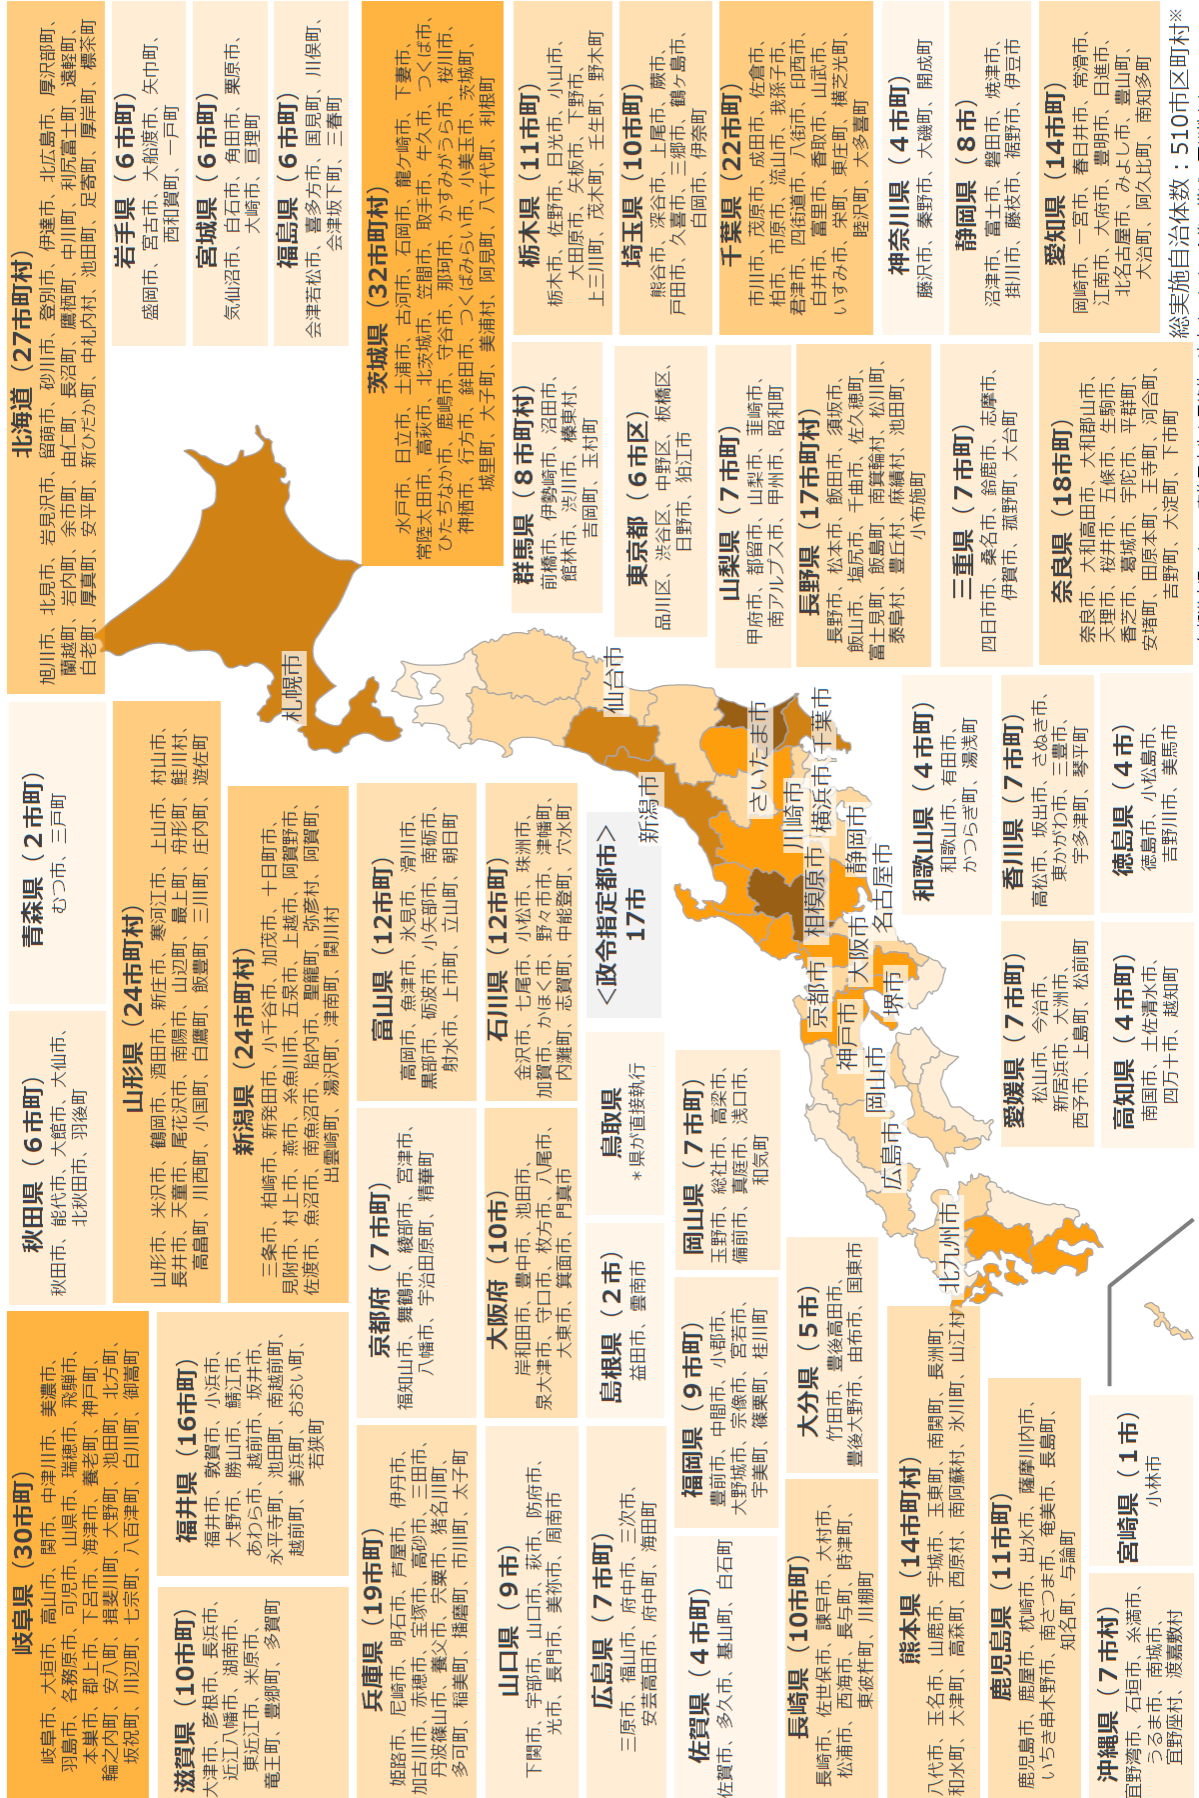 岐阜県（30市町）
岐阜市、大垣市、高山市、関市、中津川市、美濃市、
羽島市、各務原市、可児市、山県市、瑞穂市、飛騨市、
本巣市、郡上市、下呂市、海津市、養老町、神戸町、
輪之内町、安八町、揖斐川町、大野町、池田町、北方町、
坂祝町、川辺町、七宗町、八百津町、白川町、御嵩町
秋田県（６市町）
秋田市、能代市、大館市、大仙市、
北秋田市、羽後町
青森県（２市町）
むつ市、三戸町
北海道（27市町村）
旭川市、北見市、岩見沢市、留萌市、砂川市、登別市、伊達市、北広島市、厚沢部町、
蘭越町、岩内町、余市町、由仁町、長沼町、鷹栖町、中川町、利尻富士町、遠軽町、
白老町、厚真町、安平町、新ひだか町、中札内村、池田町、足寄町、厚岸町、標茶町
滋賀県（10市町）
大津市、彦根市、長浜市、
近江八幡市、湖南市、
東近江市、米原市、
竜王町、豊郷町、多賀町
福井県（16市町）
福井市、敦賀市、小浜市、
大野市、勝山市、鯖江市、
あわら市、越前市、坂井市、
永平寺町、池田町、南越前町、
越前町、美浜町、おおい町、
若狭町
山形県（24市町村）
山形市、米沢市、鶴岡市、酒田市、新庄市、寒河江市、上山市、村山市、
長井市、天童市、尾花沢市、南陽市、山辺町、最上町、舟形町、鮭川村、
高畠町、川西町、小国町、白鷹町、飯豊町、三川町、庄内町、遊佐町
新潟県（24市町村）
三条市、柏崎市、新発田市、小千谷市、加茂市、十日町市、
見附市、村上市、燕市、糸魚川市、五泉市、上越市、阿賀野市、
佐渡市、魚沼市、南魚沼市、胎内市、聖籠町、弥彦村、阿賀町、
出雲崎町、湯沢町、津南町、関川村
岩手県（６市町）
盛岡市、宮古市、大船渡市、矢巾町、
西和賀町、一戸町
宮城県（６市町）
気仙沼市、白石市、角田市、栗原市、
大崎市、亘理町
福島県（６市町）
会津若松市、喜多方市、国見町、川俣町、
会津坂下町、三春町
兵庫県（19市町）
姫路市、尼崎市、明石市、芦屋市、伊丹市、
加古川市、赤穂市、宝塚市、高砂市、三田市、
丹波篠山市、養父市、宍粟市、猪名川町、
多可町、稲美町、播磨町、市川町、太子町
京都府（７市町）
福知山市、舞鶴市、綾部市、宮津市、
八幡市、宇治田原町、精華町
富山県（12市町）
高岡市、魚津市、氷見市、滑川市、
黒部市、砺波市、小矢部市、南砺市、
射水市、上市町、立山町、朝日町
茨城県（32市町村）
水戸市、日立市、土浦市、古河市、石岡市、龍ケ崎市、下妻市、
常陸太田市、高萩市、北茨城市、笠間市、取手市、牛久市、つくば市、
ひたちなか市、鹿嶋市、守谷市、那珂市、かすみがうら市、桜川市、
神栖市、行方市、鉾田市、つくばみらい市、小美玉市、茨城町、
城里町、大子町、美浦村、阿見町、八千代町、利根町
山口県（９市）
下関市、宇部市、山口市、萩市、防府市、
光市、長門市、美祢市、周南市
大阪府（10市）
岸和田市、豊中市、池田市、
泉大津市、守口市、枚方市、八尾市、
大東市、箕面市、門真市
石川県（12市町）
金沢市、七尾市、小松市、珠洲市、
加賀市、かほく市、野々市市、津幡町、
内灘町、志賀町、中能登町、穴水町
群馬県（８市町村）
前橋市、伊勢崎市、沼田市、
館林市、渋川市、榛東村、
吉岡町、玉村町
栃木県（11市町）
栃木市、佐野市、日光市、小山市、
大田原市、矢板市、下野市、
上三川町、茂木町、壬生町、野木町
広島県（７市町）
三原市、福山市、府中市、三次市、
安芸高田市、府中町、海田町
島根県（２市）
益田市、雲南市
鳥取県
＊県が直接執行
＜政令指定都市＞
17市
東京都（６市区）
品川区、渋谷区、中野区、板橋区、
日野市、狛江市
埼玉県（10市町）
熊谷市、深谷市、上尾市、蕨市、
戸田市、久喜市、三郷市、鶴ヶ島市、
白岡市、伊奈町
佐賀県（４市町）
佐賀市、多久市、基山町、白石町
福岡県（９市町）
豊前市、中間市、小郡市、
大野城市、宗像市、宮若市、
宇美町、篠栗町、桂川町
岡山県（７市町）
玉野市、総社市、高梁市、
備前市、真庭市、浅口市、
和気町
山梨県（７市町）
甲府市、都留市、山梨市、韮崎市、
南アルプス市、甲州市、昭和町
千葉県（22市町）
市川市、茂原市、成田市、佐倉市、
柏市、市原市、流山市、我孫子市、
君津市、四街道市、八街市、印西市、
白井市、富里市、香取市、山武市、
いすみ市、栄町、東庄町、横芝光町、
睦沢町、大多喜町
長崎県（10市町）
長崎市、佐世保市、諫早市、大村市、
松浦市、西海市、長与町、時津町、
東彼杵町、川棚町
大分県（５市）
竹田市、豊後高田市、
豊後大野市、由布市、国東市
長野県（17市町村）
長野市、松本市、飯田市、須坂市、
飯山市、塩尻市、千曲市、佐久穂町、
富士見町、飯島町、南箕輪村、松川町、
泰阜村、豊丘村、麻績村、池田町、
小布施町
神奈川県（４市町）
藤沢市、秦野市、大磯町、開成町
熊本県（14市町村）
八代市、玉名市、山鹿市、宇城市、玉東町、南関町、長洲町、
和水町、大津町、高森町、西原村、南阿蘇村、氷川町、山江村
和歌山県（４市町）
和歌山市、有田市、
かつらぎ町、湯浅町
三重県（７市町）
四日市市、桑名市、鈴鹿市、志摩市、
伊賀市、菰野町、大台町
静岡県（８市）
沼津市、富士市、磐田市、焼津市、
掛川市、藤枝市、裾野市、伊豆市
鹿児島県（11市町）
鹿児島市、鹿屋市、枕崎市、出水市、薩摩川内市、
いちき串木野市、南さつま市、奄美市、長島町、
知名町、与論町
愛媛県（７市町）
松山市、今治市、
新居浜市、大洲市、
西予市、上島町、松前町
香川県（７市町）
高松市、坂出市、さぬき市、
東かがわ市、三豊市、
宇多津町、琴平町
奈良県（18市町）
奈良市、大和高田市、大和郡山市、
天理市、桜井市、五條市、生駒市、
香芝市、葛城市、宇陀市、平群町、
安堵町、田原本町、王寺町、河合町、
吉野町、大淀町、下市町
愛知県（14市町）
岡崎市、一宮市、春日井市、常滑市、
江南市、大府市、豊明市、日進市、
北名古屋市、みよし市、豊山町、
大治町、阿久比町、南知多町
沖縄県（７市村）
宜野湾市、石垣市、糸満市、
うるま市、南城市、
宜野座村、渡嘉敷村
宮崎県（１市）
小林市
高知県（４市町）
南国市、土佐清水市、
四万十市、越知町
徳島県（４市）
徳島市、小松島市、
吉野川市、美馬市
総実施自治体数：510市区町村※
札幌市
仙台市
新潟市
さいたま市
千葉市
川崎市
横浜市
相模原市
静岡市
名古屋市
京都市
大阪市
堺市
神戸市
岡山市
広島市
北九州市